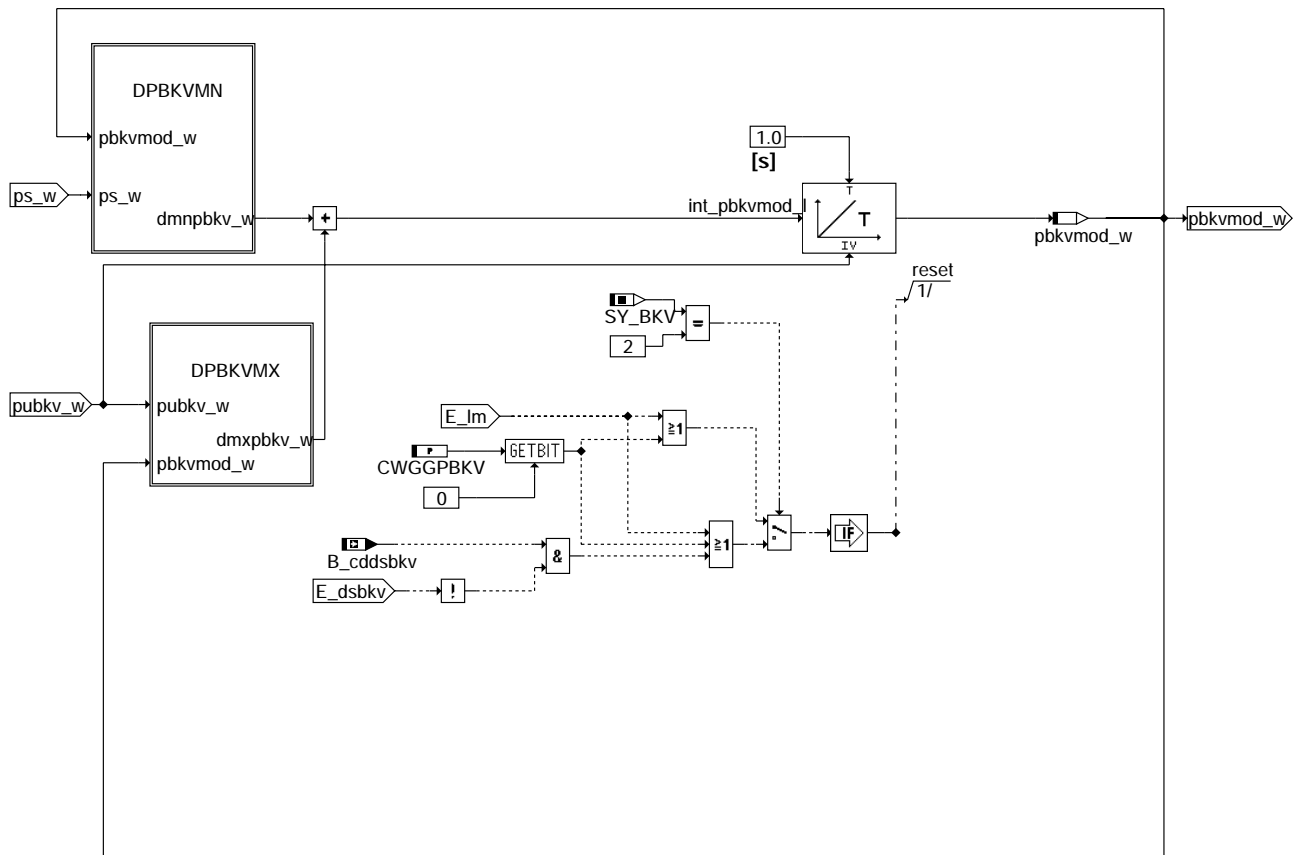 DPBKVMN
pbkvmod_w
ps_w
ps_w
dmnpbkv_w
+
1.0
[s]
int_pbkvmod_I
T
T
IV
pbkvmod_w
pbkvmod_w
reset
1/
SY_BKV
=
2
DPBKVMX
pubkv_w
pubkv_w
dmxpbkv_w
pbkvmod_w
E_lm
≧1
P
GETBIT
CWGGPBKV
0
B_cddsbkv
&
≧1
IF
E_dsbkv
!